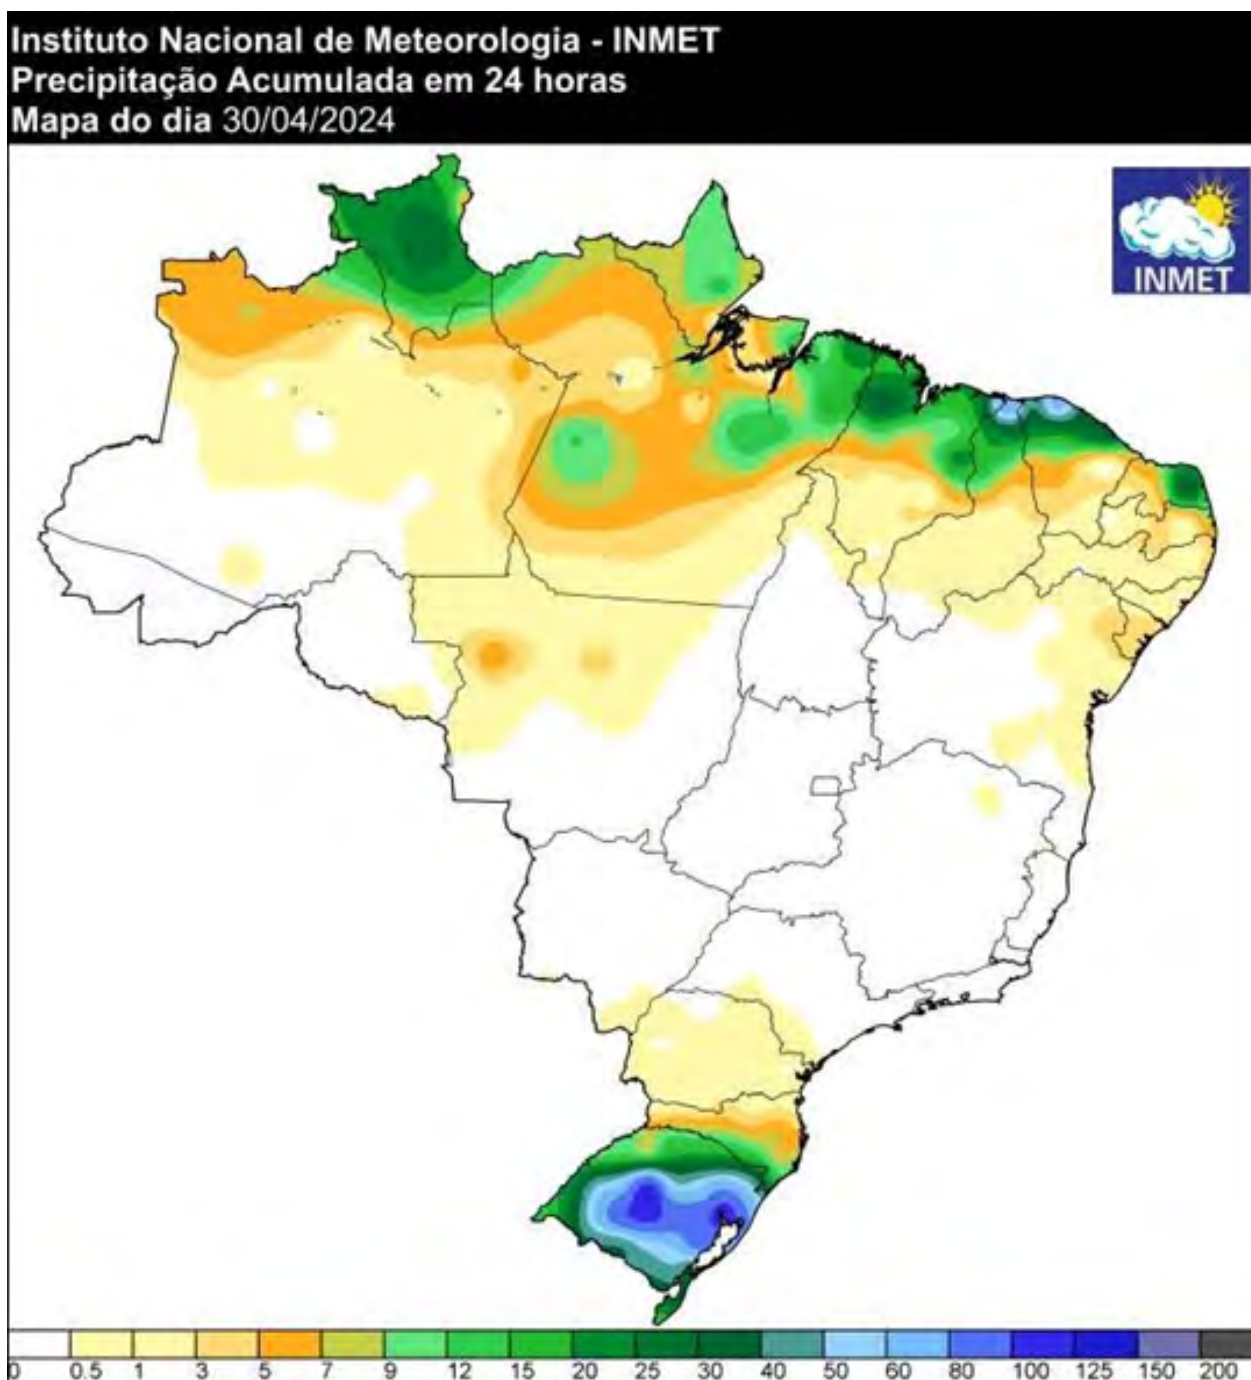 Instituto Nacional de Meteorologia - INMET
Precipitação Acumulada em 24 horas
Mapa do dia 30/04/2024
INMET
0 0.5 1 3 5 7 9 12 15 20 25 30 40 50 60 80 100 125 150 200